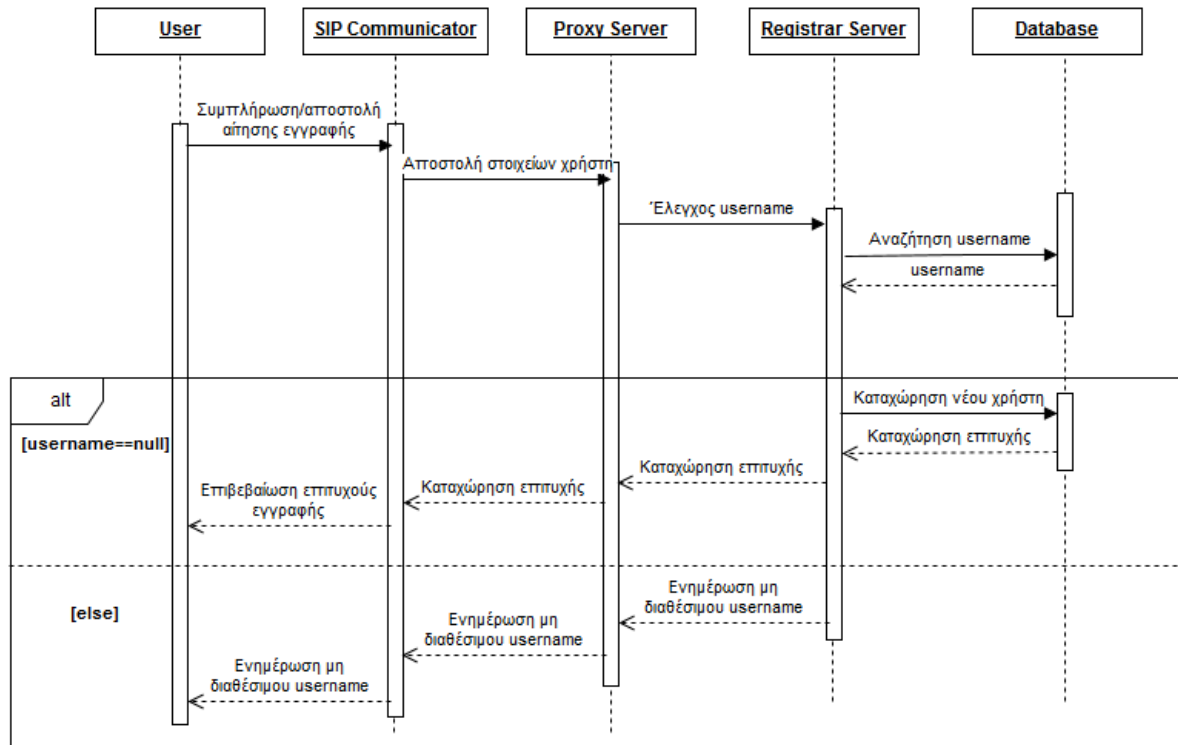 User
SIP Communicator
Proxy Server
Registrar Server
Database
Συμπλήρωση/αποστολή
αίτησης εγγραφής
Αποστολή στοιχείων χρήστη
Έλεγχος username
Αναζήτηση username
username
alt
[username==null]
Καταχώρηση νέου χρήστη
Καταχώρηση επιτυχής
Καταχώρηση επιτυχής
Καταχώρηση επιτυχής
Επιβεβαίωση επιτυχούς
εγγραφής
[else]
Ενημέρωση μη
διαθέσιμου username
Ενημέρωση μη
διαθέσιμου username
Ενημέρωση μη
διαθέσιμου username